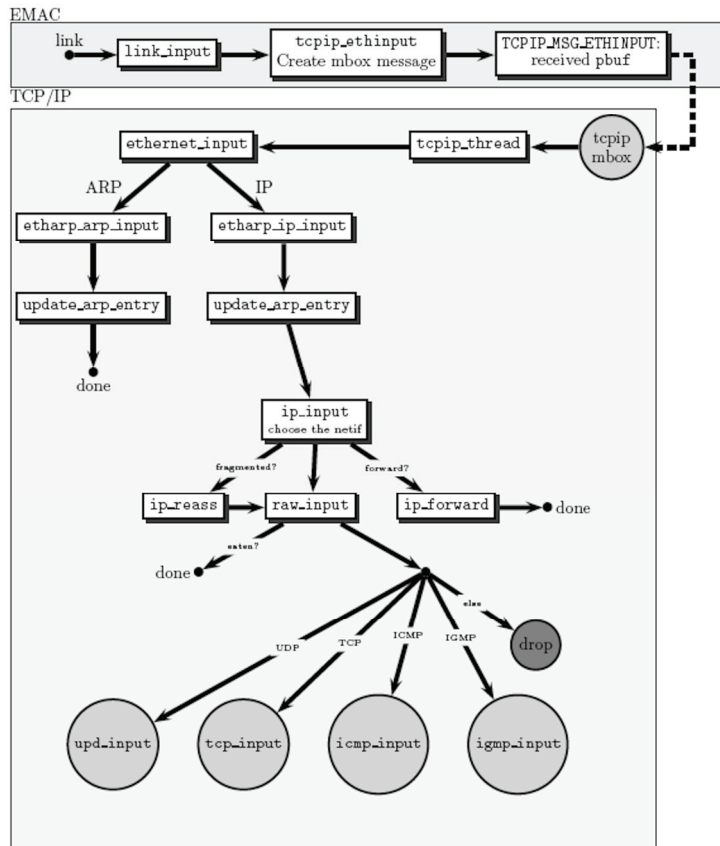 EMAC
link
link_input
tcpip_ethinput
Create mbox message
TCPIP_MSG_ETHINPUT:
received pbuf
TCP/IP
ethernet_input
tcpip_thread
tcpip
mbox
ARP
IP
etharp_arp_input
etharp_ip_input
update_arp_entry
update_arp_entry
done
ip_input
choose the netif
fragmented?
forward?
ip_reass
raw_input
ip_forward
done
eaten?
done
else
UDP
TCP
ICMP
IGMP
drop
upd_input
tcp_input
icmp_input
igmp_input